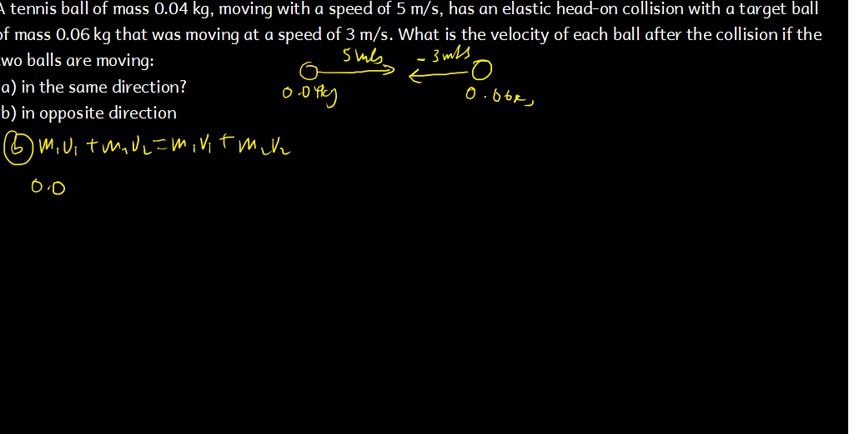 A tennis ball of mass 0.04 kg, moving with a speed of 5 m/s, has an elastic head-on collision with a target ball
of mass 0.06 kg that was moving at a speed of 3 m/s. What is the velocity of each ball after the collision if the
two balls are moving:
a) in the same direction?
b) in opposite direction
5 m/s - 3 m/s
0.04kg 0.06
b m₁U₁ + m₂U₂ = m₁V₁ + m₂V₂
0.0